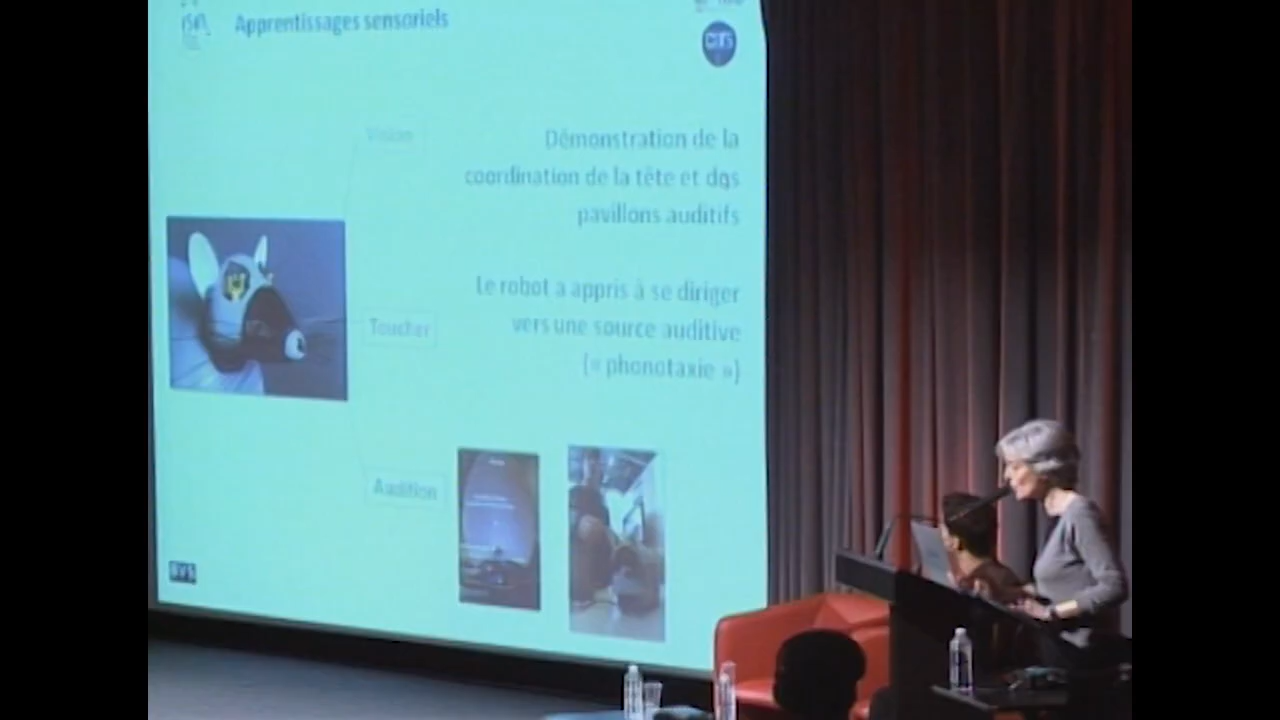 Apprentissages sensoriels
Vision
Démonstration de la
coordination de la tête et des
pavillons auditifs
Le robot a appris à se diriger
vers une source auditive
(« phonotaxie »)
Toucher
Audition